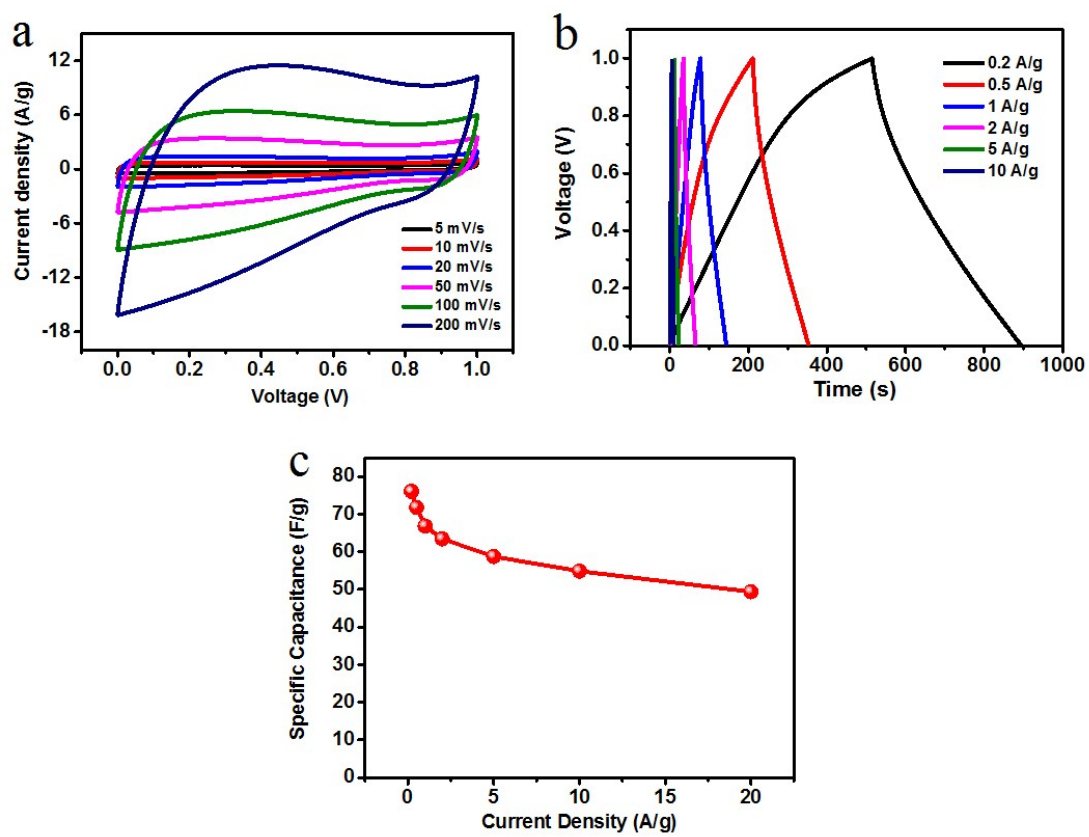 a
Current density (A/g)
12
6
0
-6
-12
-18
0.0 0.2 0.4 0.6 0.8 1.0
Voltage (V)
5 mV/s
10 mV/s
20 mV/s
50 mV/s
100 mV/s
200 mV/s
b
Voltage (V)
1.0
0.8
0.6
0.4
0.2
0.0
0 200 400 600 800 1000
Time (s)
0.2 A/g
0.5 A/g
1 A/g
2 A/g
5 A/g
10 A/g
c
Specific Capacitance (F/g)
80
70
60
50
40
30
20
10
0
0 5 10 15 20
Current Density (A/g)